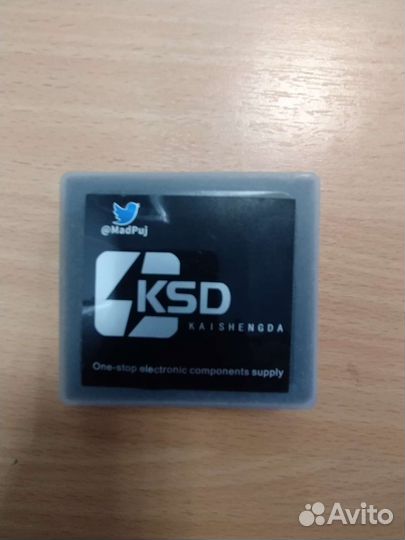 @MadPuj
KSD
KAISHENGDA
One-stop electronic components supply
Avito